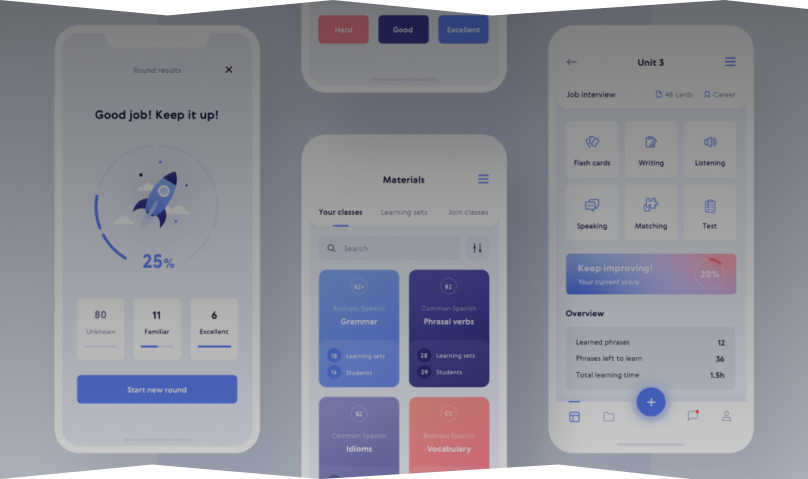 Round results
Good job! Keep it up!
25%
80
Unknown
11
Familiar
6
Excellent
Start new round
Hard
Good
Excellent
Materials
Your classes
Learning sets
Join classes
Search
B2+
Business Spanish
Grammar
18 Learning sets
16 Students
B2
Common Spanish
Phrasal verbs
28 Learning sets
29 Students
B2
Common Spanish
Idioms
C1
Business Spanish
Vocabulary
Unit 3
Job interview
48 cards
Career
Flash cards
Writing
Listening
Speaking
Matching
Test
Keep improving!
Your current score
20%
Overview
Learned phrases 12
Phrases left to learn 36
Total learning time 1.5h